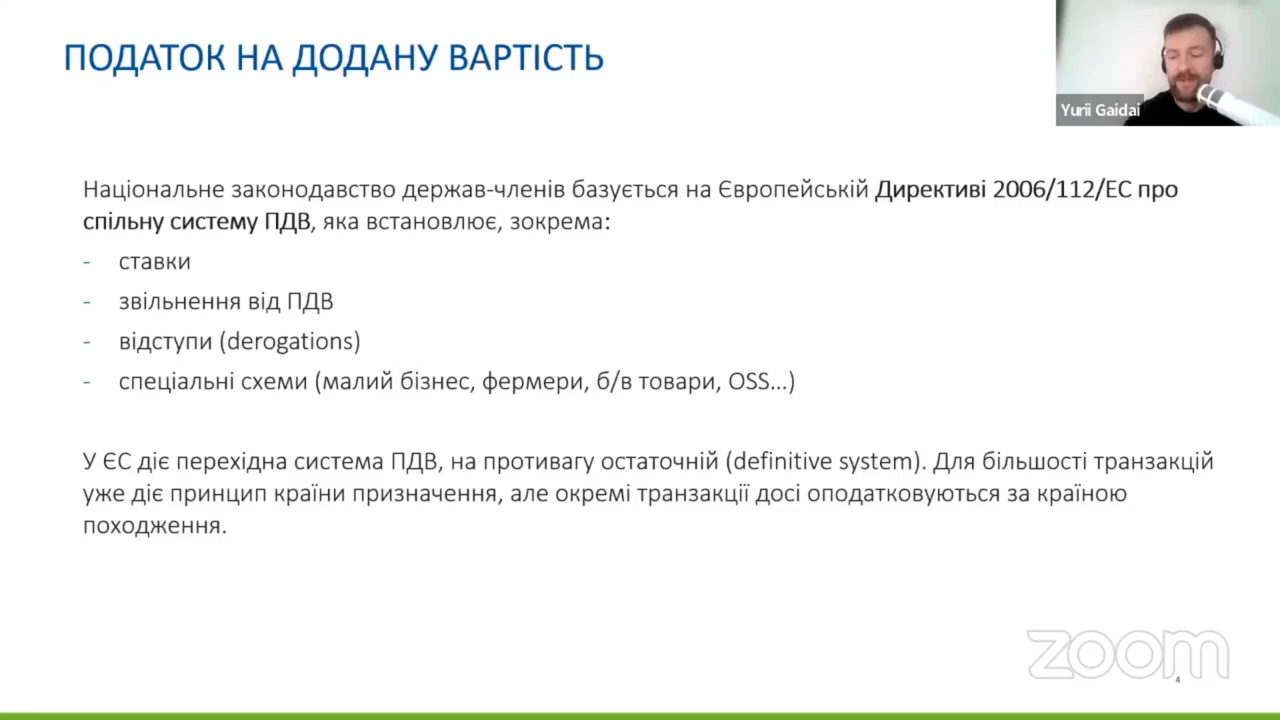 ПОДАТОК НА ДОДАНУ ВАРТІСТЬ
Yurii Gaidai
Національне законодавство держав-членів базується на Європейській Директиві 2006/112/ЕС про
спільну систему ПДВ, яка встановлює, зокрема:
- ставки
- звільнення від ПДВ
- відступи (derogations)
- спеціальні схеми (малий бізнес, фермери, б/в товари, OSS...)
У ЄС діє перехідна система ПДВ, на противагу остаточній (definitive system). Для більшості транзакцій
уже діє принцип країни призначення, але окремі транзакції досі оподатковуються за країною
походження.
zoom
4